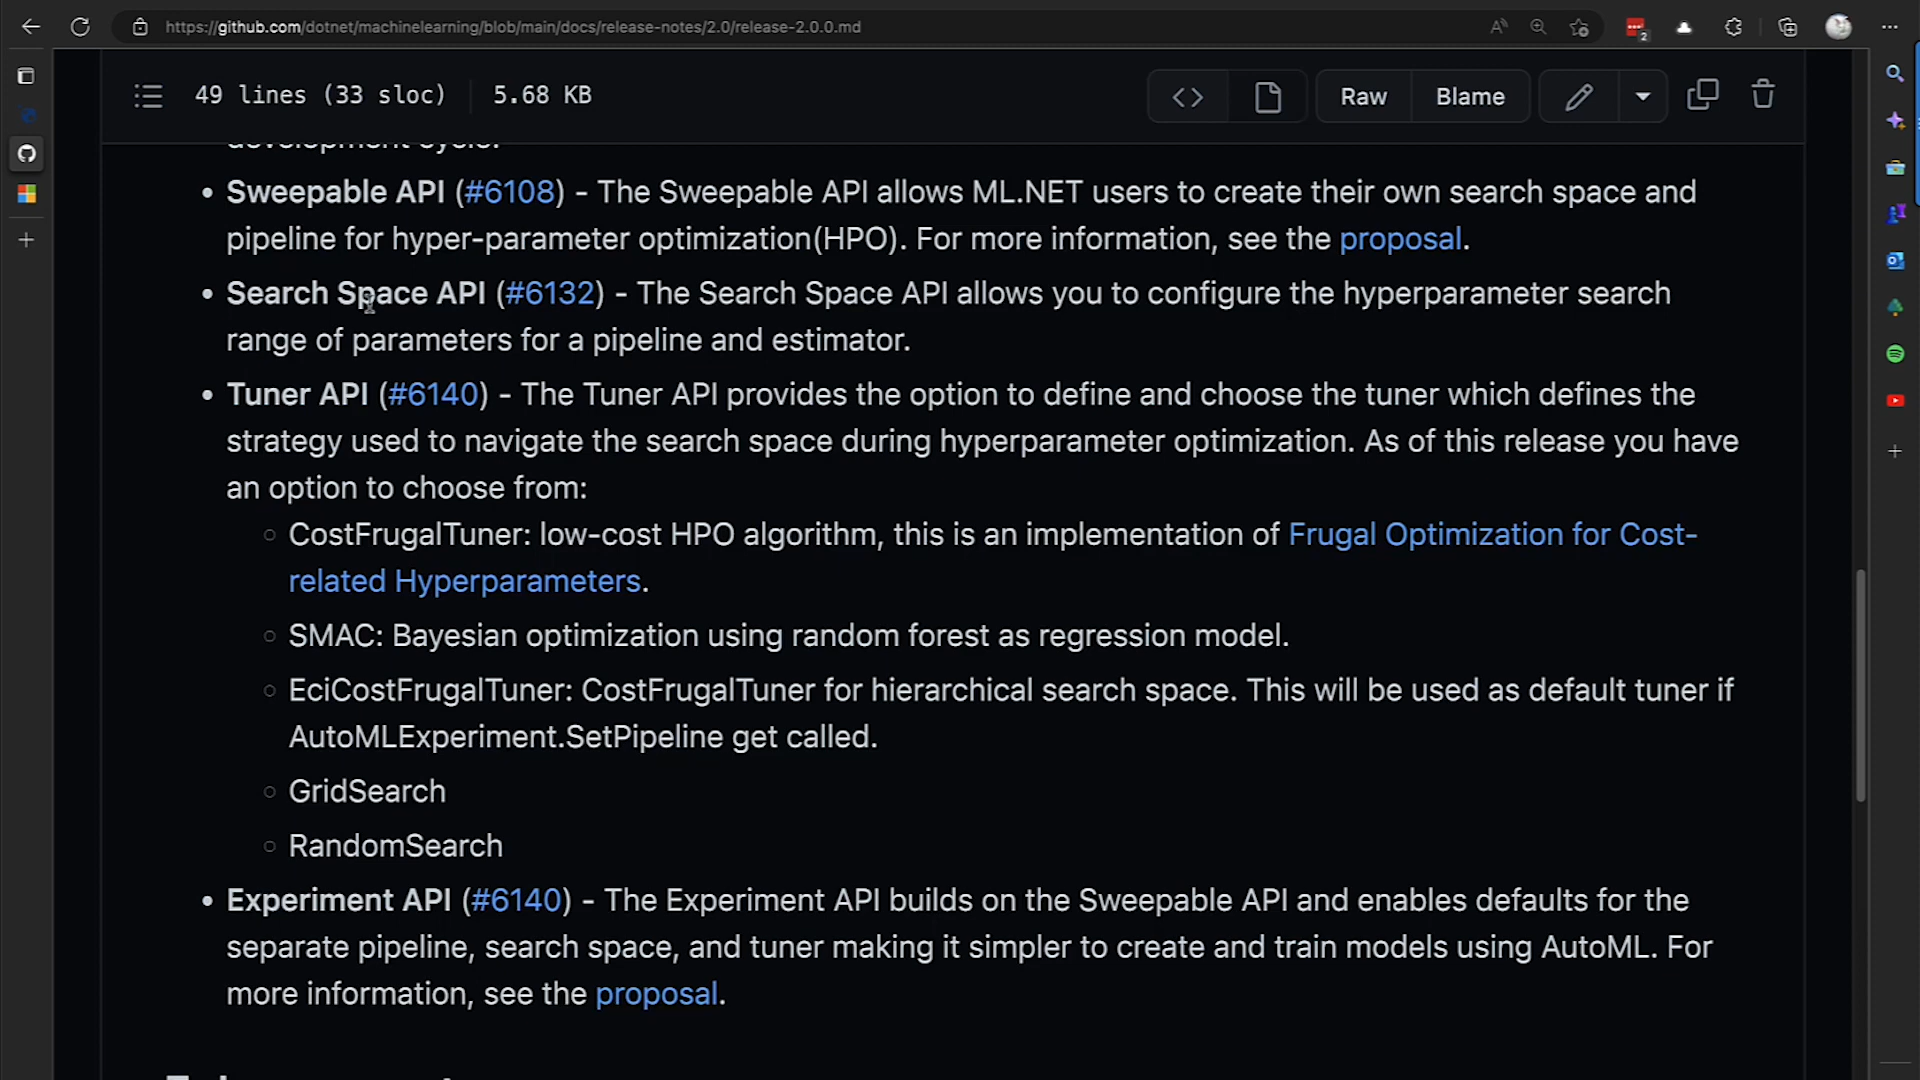 https://github.com/dotnet/machinelearning/blob/main/docs/release-notes/2.0/release-2.0.0.md
2
49 lines (33 sloc) 5.68 KB
Raw Blame
development cycle.
• Sweepable API (#6108) - The Sweepable API allows ML.NET users to create their own search space and
pipeline for hyper-parameter optimization(HPO). For more information, see the proposal.
• Search Space API (#6132) - The Search Space API allows you to configure the hyperparameter search
range of parameters for a pipeline and estimator.
• Tuner API (#6140) - The Tuner API provides the option to define and choose the tuner which defines the
strategy used to navigate the search space during hyperparameter optimization. As of this release you have
an option to choose from:
○ CostFrugalTuner: low-cost HPO algorithm, this is an implementation of Frugal Optimization for Cost-
related Hyperparameters.
○ SMAC: Bayesian optimization using random forest as regression model.
○ EciCostFrugalTuner: CostFrugalTuner for hierarchical search space. This will be used as default tuner if
AutoMLExperiment.SetPipeline get called.
○ GridSearch
○ RandomSearch
• Experiment API (#6140) - The Experiment API builds on the Sweepable API and enables defaults for the
separate pipeline, search space, and tuner making it simpler to create and train models using AutoML. For
more information, see the proposal.